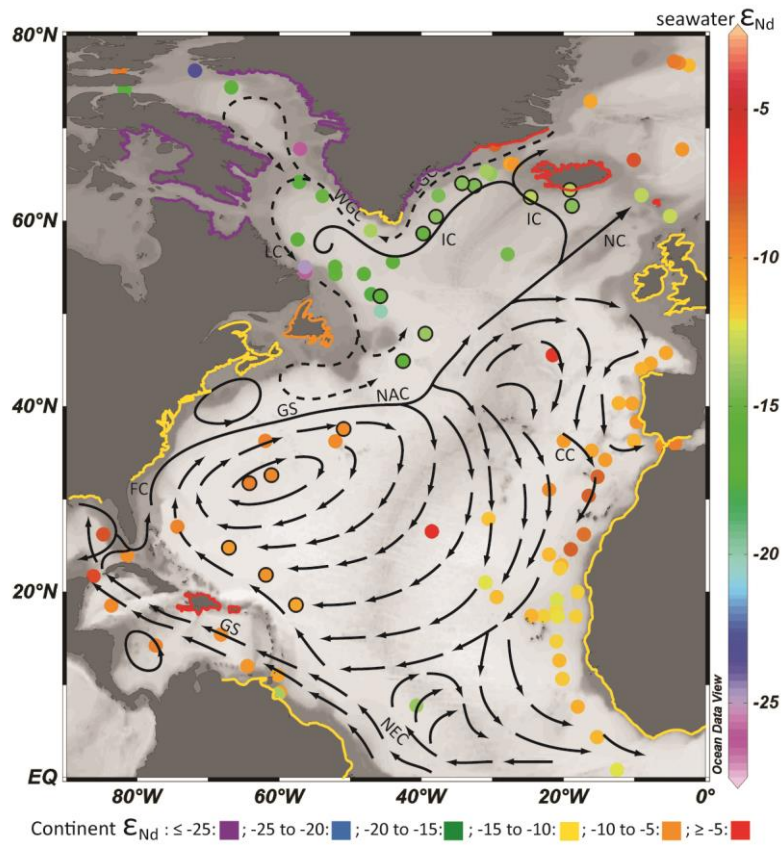 seawater εNd
80°N
60°N
40°N
20°N
EQ
80°W
60°W
40°W
20°W
0°
-5
-10
-15
-20
-25
WGC
EGC
LC
IC
IC
NC
NAC
GS
FC
CC
GS
NEC
Ocean Data View
Continent εNd : ≤ -25: ; -25 to -20: ; -20 to -15: ; -15 to -10: ; -10 to -5: ; ≥ -5: